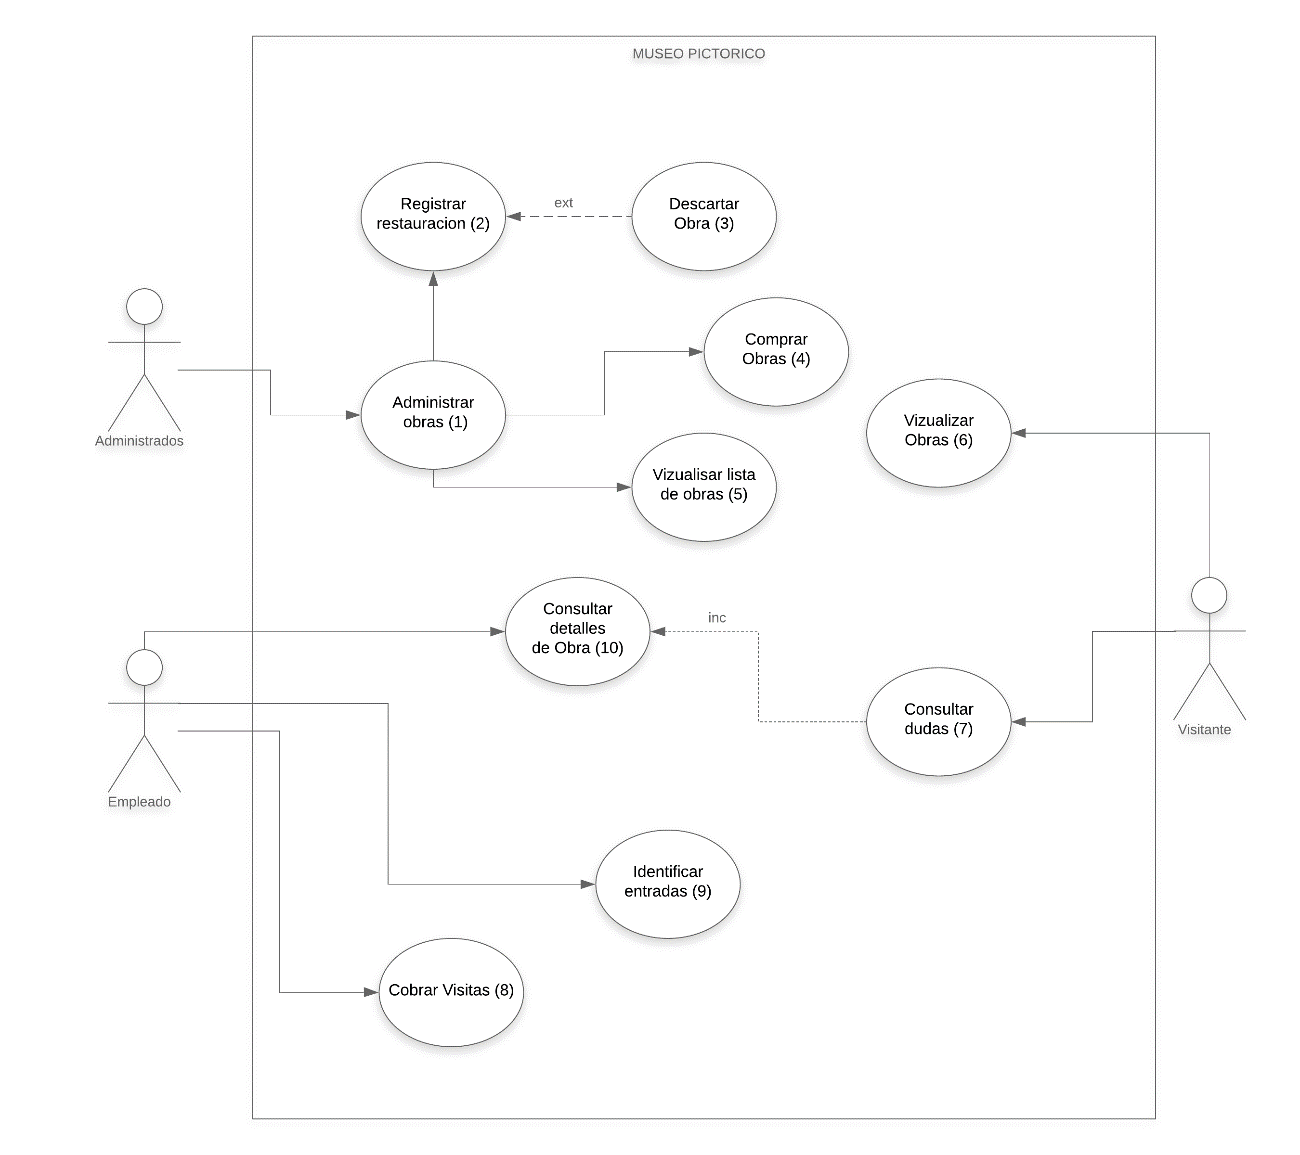 MUSEO PICTORICO
Registrar
restauracion (2)
ext
Descartar
Obra (3)
Comprar
Obras (4)
Administrar
obras (1)
Administrados
Vizualizar
Obras (6)
Vizualisar lista
de obras (5)
Consultar
detalles
de Obra (10)
inc
Consultar
dudas (7)
Visitante
Empleado
Identificar
entradas (9)
Cobrar Visitas (8)